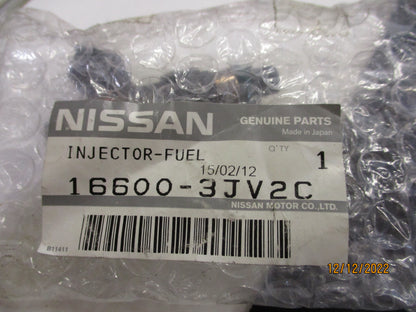 NISSAN GENUINE PARTS
Made in Japan
INJECTOR-FUEL Q'TY 1
15/02/12
16600-3JV2C
NISSAN MOTOR CO.,LTD.
B11411
12/12/2022